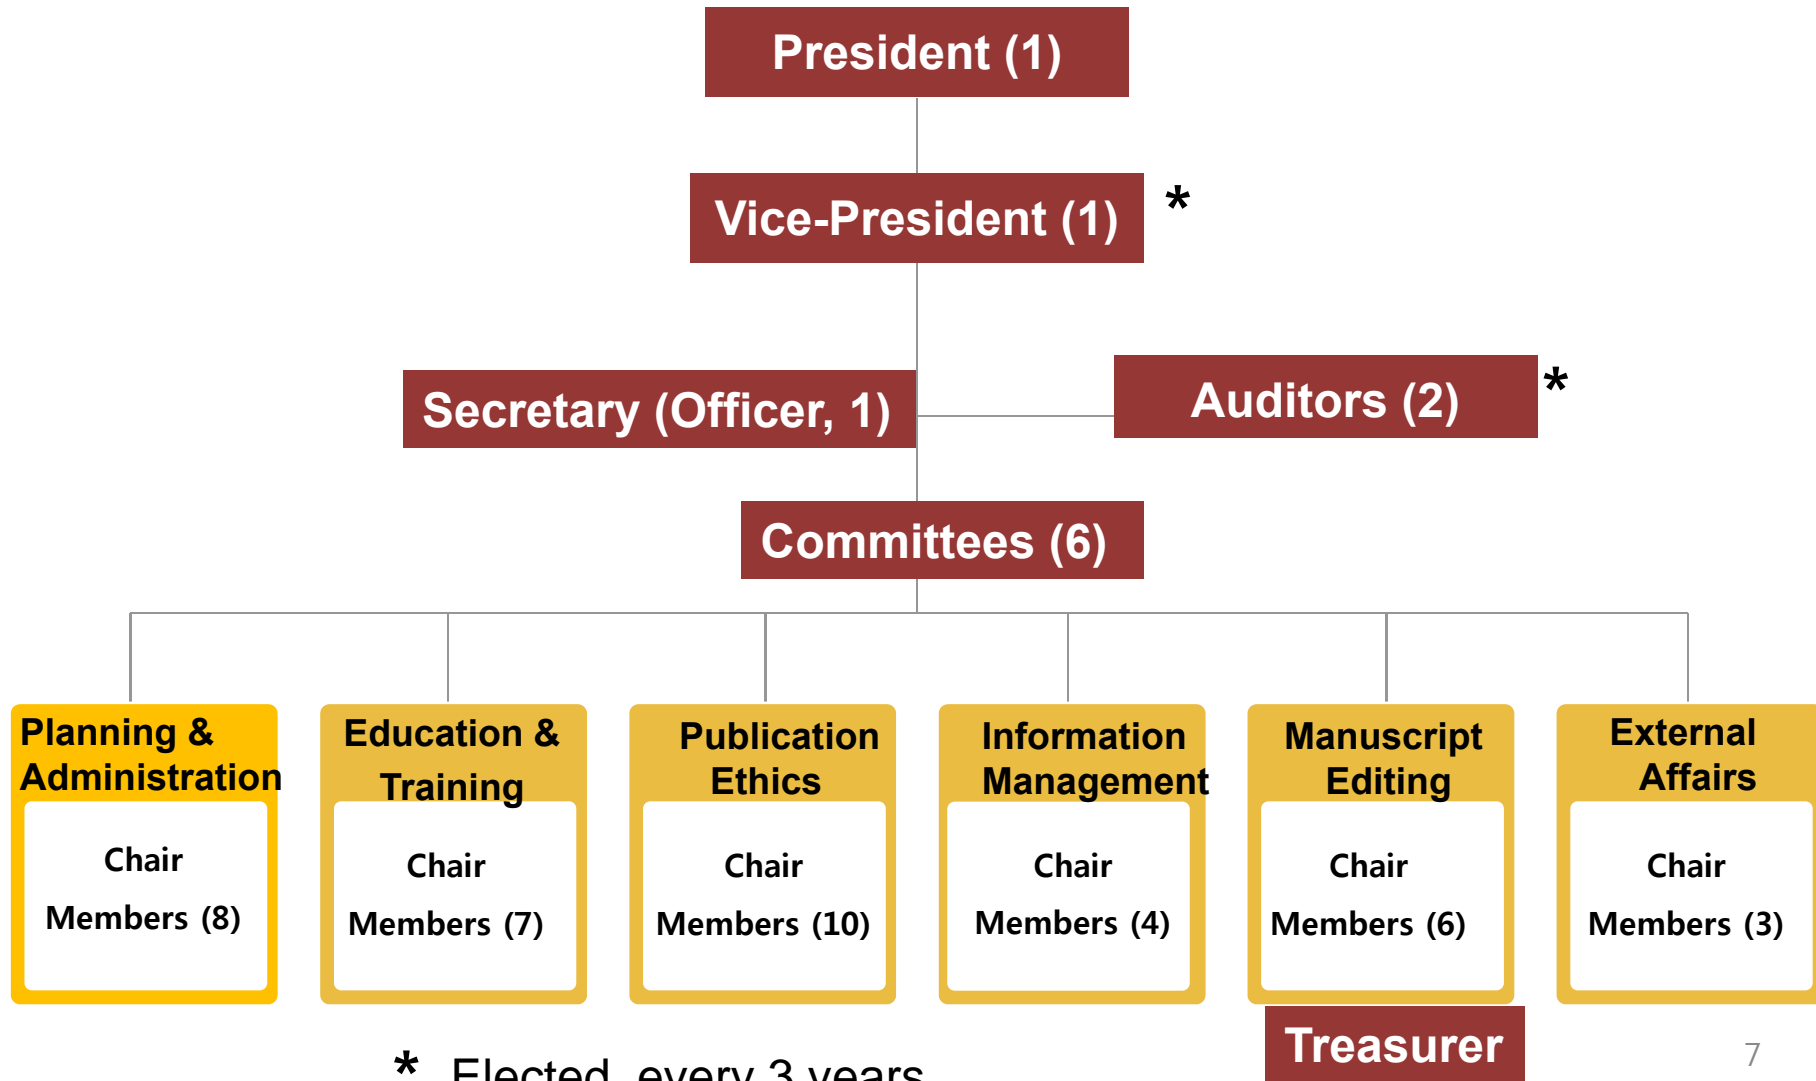 President (1)
Vice-President (1) *
Secretary (Officer, 1)
Auditors (2) *
Committees (6)
Planning &
Administration
Chair
Members (8)
Education &
Training
Chair
Members (7)
Publication
Ethics
Chair
Members (10)
Information
Management
Chair
Members (4)
Manuscript
Editing
Chair
Members (6)
External
Affairs
Chair
Members (3)
Treasurer
* Elected, every 3 years
7